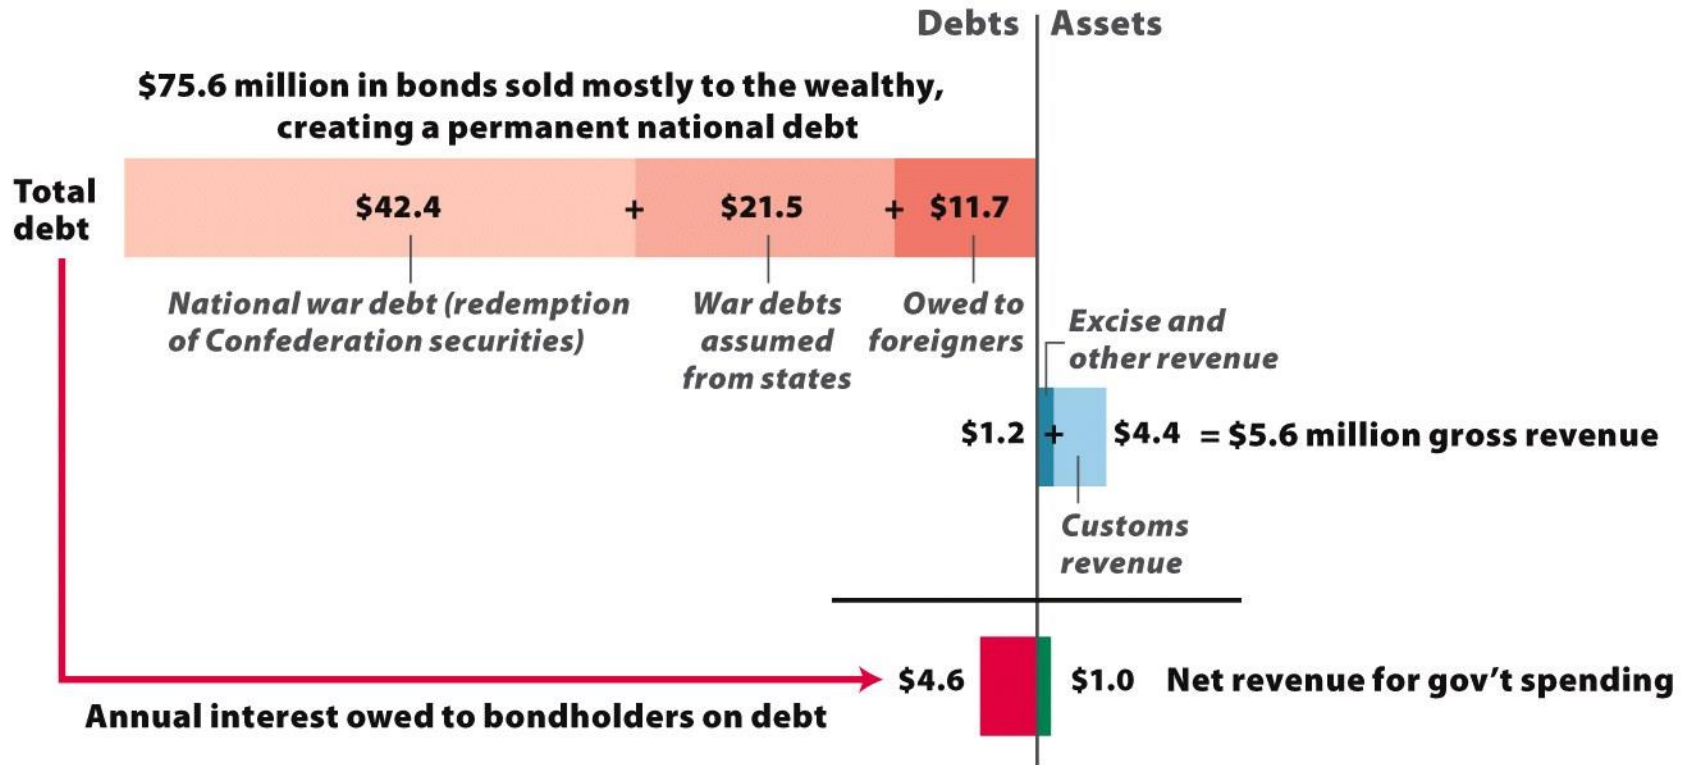 Debts Assets
$75.6 million in bonds sold mostly to the wealthy,
creating a permanent national debt
Total
debt
$42.4 + $21.5 + $11.7
National war debt (redemption
of Confederation securities)
War debts
assumed
from states
Owed to
foreigners
Excise and
other revenue
$1.2 + $4.4 = $5.6 million gross revenue
Customs
revenue
$4.6 $1.0 Net revenue for gov’t spending
Annual interest owed to bondholders on debt